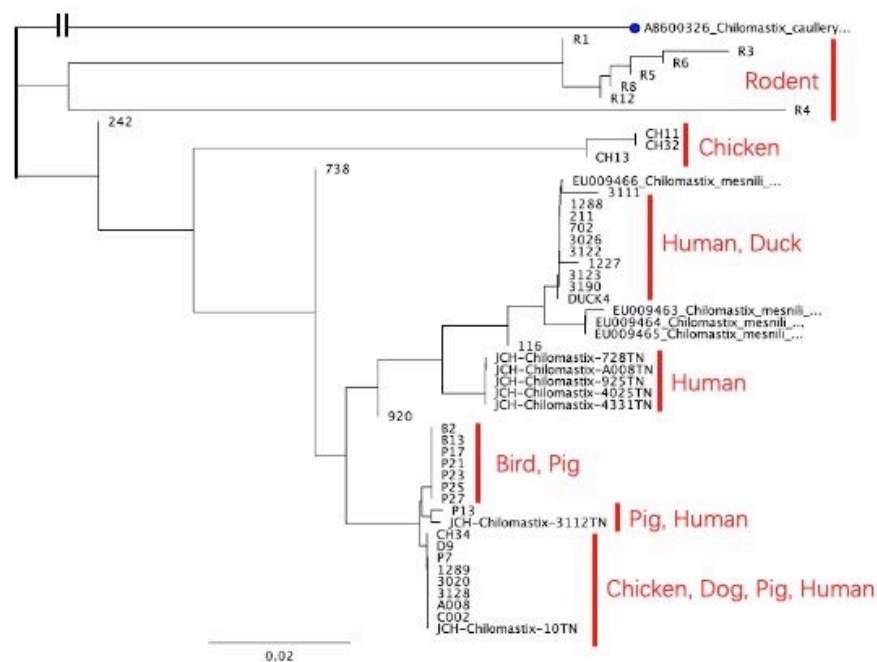 A8600326_Chilomastix_caullery...
R1
R3
R6
R5
R8
R12
Rodent
R4
242
CH11
CH32
CH13
Chicken
738
EU009466_Chilomastix_mesnili_...
3111
1288
211
702
3026
3122
1227
3123
3190
DUCK4
Human, Duck
EU009463_Chilomastix_mesnili_...
EU009464_Chilomastix_mesnili_...
EU009465_Chilomastix_mesnili_...
116
JCH-Chilomastix-728TN
JCH-Chilomastix-A008TN
JCH-Chilomastix-925TN
JCH-Chilomastix-4025TN
JCH-Chilomastix-4331TN
Human
920
B2
B13
P17
P21
P23
P25
P27
Bird, Pig
P13
JCH-Chilomastix-3112TN
Pig, Human
CH34
D9
P7
1289
3020
3128
A008
C002
JCH-Chilomastix-10TN
Chicken, Dog, Pig, Human
0.02